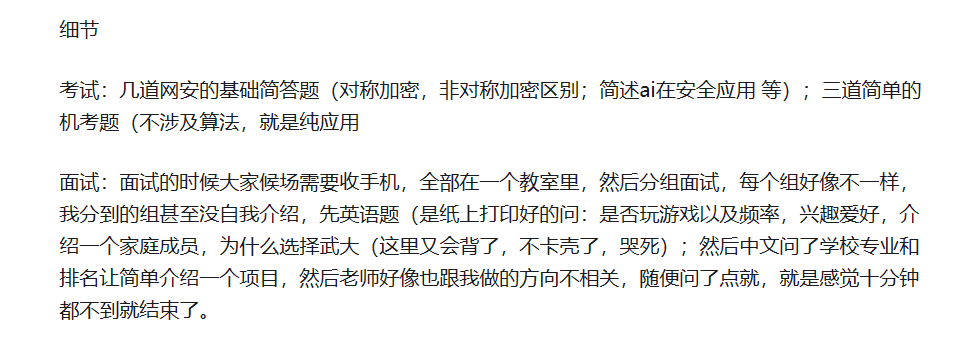 细节
考试：几道网安的基础简答题（对称加密，非对称加密区别；简述ai在安全应用 等）；三道简单的
机考题（不涉及算法，就是纯应用
面试：面试的时候大家候场需要收手机，全部在一个教室里，然后分组面试，每个组好像不一样，
我分到的组甚至没自我介绍，先英语题（是纸上打印好的问：是否玩游戏以及频率，兴趣爱好，介
绍一个家庭成员，为什么选择武大（这里又会背了，不卡壳了，哭死）；然后中文问了学校专业和
排名让简单介绍一个项目，然后老师好像也跟我做的方向不相关，随便问了点就，就是感觉十分钟
都不到就结束了。